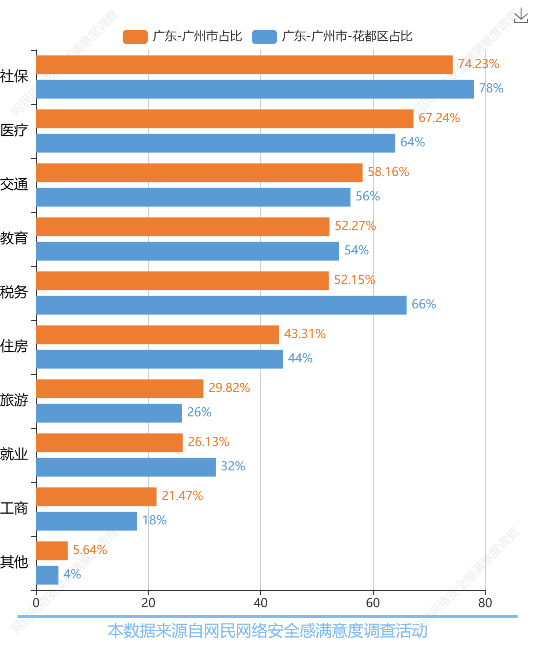 广东-广州市占比 广东-广州市-花都区占比
社保 74.23% 78%
医疗 67.24% 64%
交通 58.16% 56%
教育 52.27% 54%
税务 52.15% 66%
住房 43.31% 44%
旅游 29.82% 26%
就业 26.13% 32%
工商 21.47% 18%
其他 5.64% 4%
0 20 40 60 80
本数据来源自网民网络安全感满意度调查活动